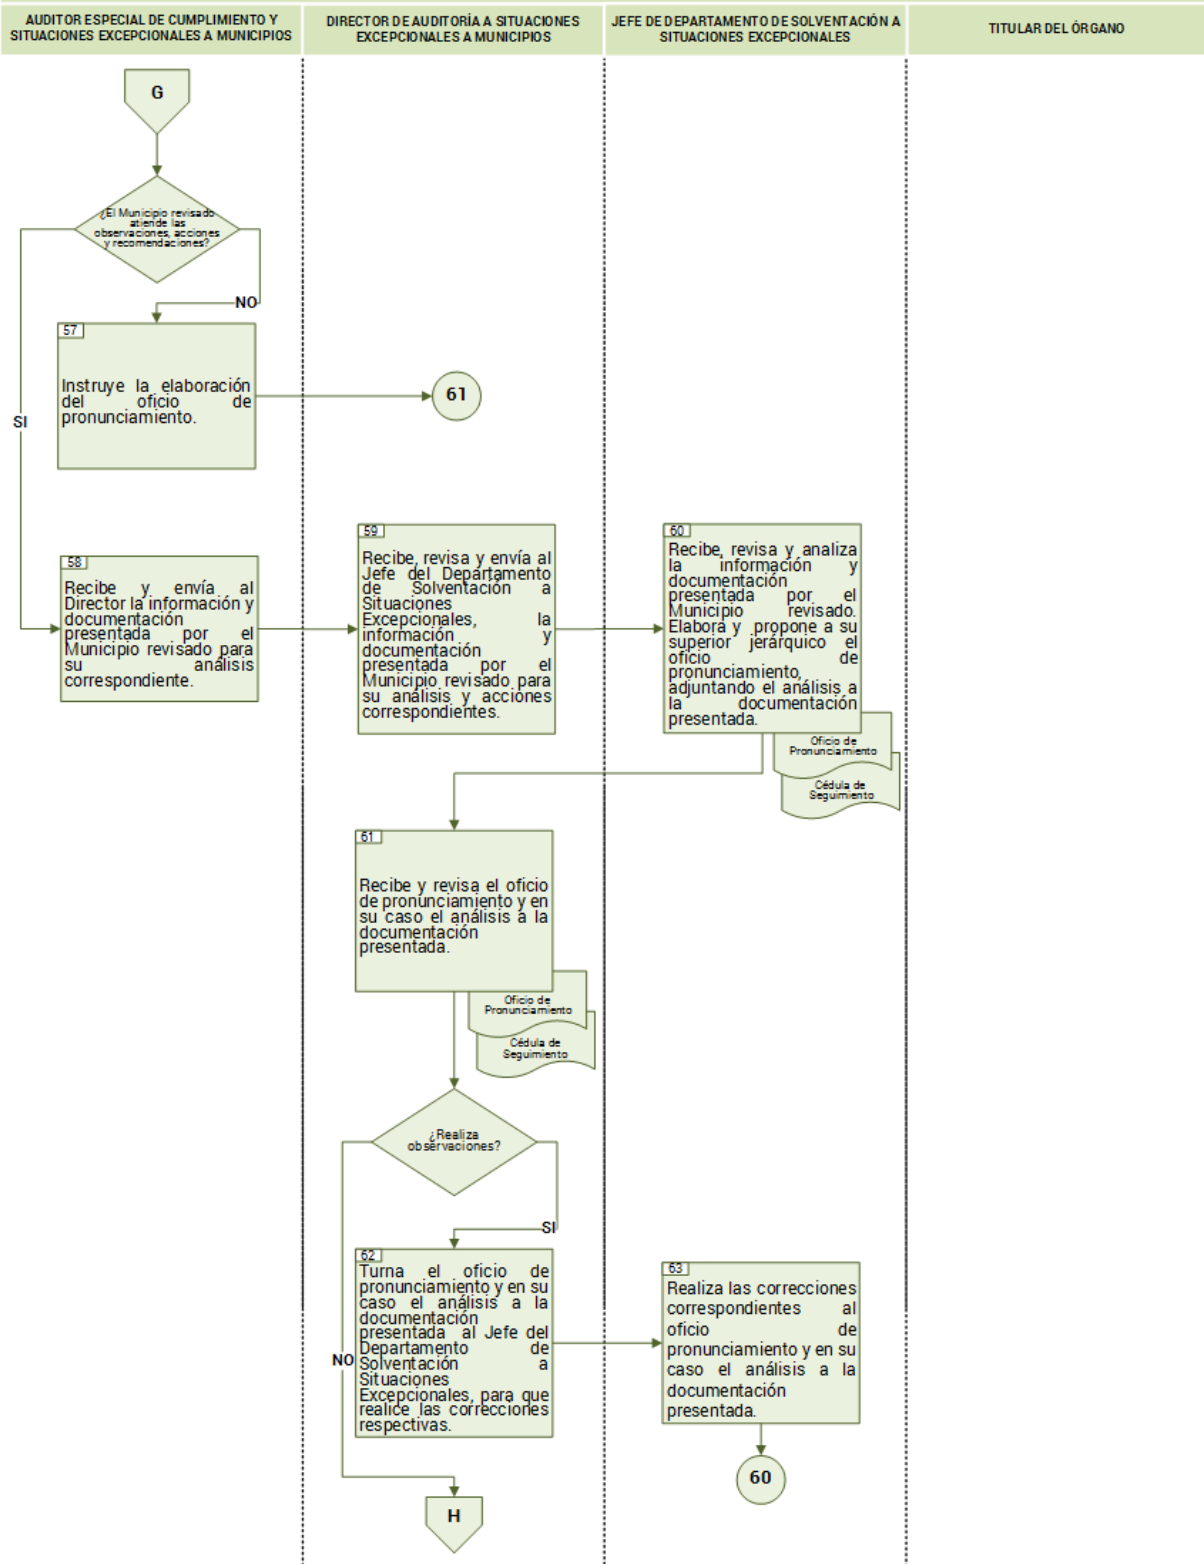 AUDITOR ESPECIAL DE CUMPLIMIENTO Y
SITUACIONES EXCEPCIONALES A MUNICIPIOS
DIRECTOR DE AUDITORÍA A SITUACIONES
EXCEPCIONALES A MUNICIPIOS
JEFE DE DEPARTAMENTO DE SOLVENTACIÓN A
SITUACIONES EXCEPCIONALES
TITULAR DEL ÓRGANO
G
¿El Municipio revisado
atiende las
observaciones, acciones
y recomendaciones?
NO
57
Instruye la elaboración
del oficio de
pronunciamiento.
61
SI
58
Recibe y envía al
Director la información y
documentación
presentada por el
Municipio revisado para
su análisis
correspondiente.
59
Recibe, revisa y envía al
Jefe del Departamento
de Solventación a
Situaciones
Excepcionales, la
información y
documentación
presentada por el
Municipio revisado para
su análisis y acciones
correspondientes.
60
Recibe, revisa y analiza
la información y
documentación
presentada por el
Municipio revisado.
Elabora y propone a su
superior jerárquico el
oficio de
pronunciamiento,
adjuntando el análisis a
la documentación
presentada.
Oficio de
Pronunciamiento
Cédula de
Seguimiento
61
Recibe y revisa el oficio
de pronunciamiento y en
su caso el análisis a la
documentación
presentada.
Oficio de
Pronunciamiento
Cédula de
Seguimiento
¿Realiza
observaciones?
SI
62
Turna el oficio de
pronunciamiento y en su
caso el análisis a la
documentación
presentada al Jefe del
Departamento de
Solventación a
Situaciones
Excepcionales, para que
realice las correcciones
respectivas.
NO
63
Realiza las correcciones
correspondientes al
oficio de
pronunciamiento y en su
caso el análisis a la
documentación
presentada.
60
H